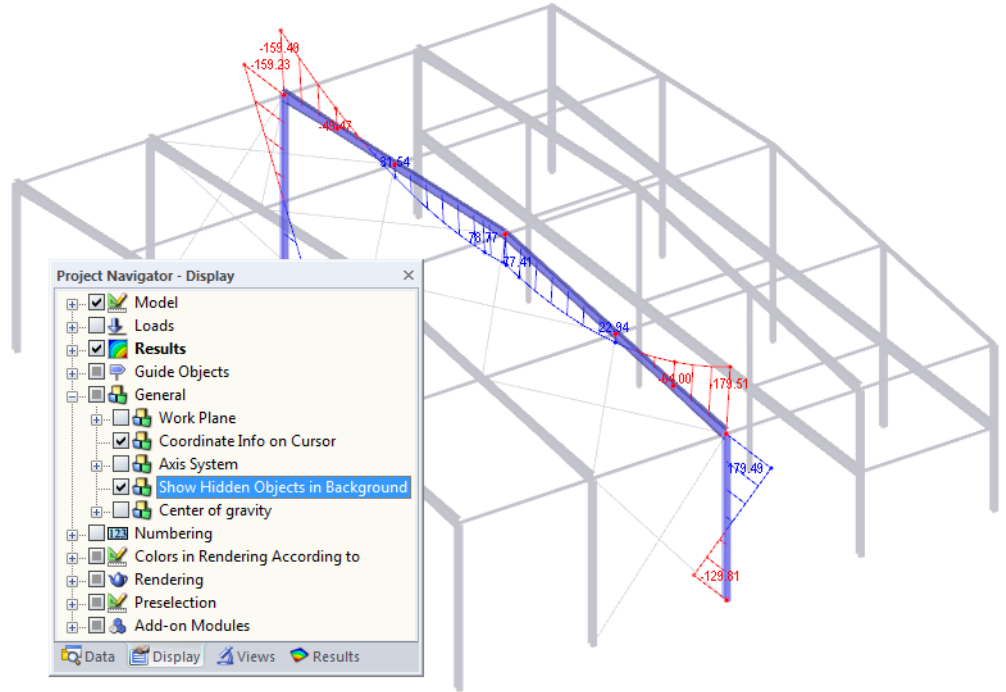 -159.40
-159.23
-49.47
31.54
78.77
77.41
22.94
-64.00
-179.51
179.49
-129.81
Project Navigator - Display
Model
Loads
Results
Guide Objects
General
Work Plane
Coordinate Info on Cursor
Axis System
Show Hidden Objects in Background
Center of gravity
123 Numbering
Colors in Rendering According to
Rendering
Preselection
Add-on Modules
Data Display Views Results